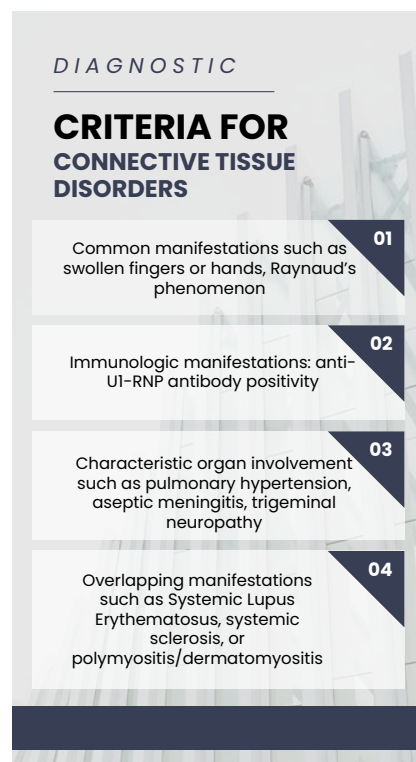 DIAGNOSTIC
CRITERIA FOR
CONNECTIVE TISSUE
DISORDERS
01
Common manifestations such as
swollen fingers or hands, Raynaud's
phenomenon
02
Immunologic manifestations: anti-
U1-RNP antibody positivity
03
Characteristic organ involvement
such as pulmonary hypertension,
aseptic meningitis, trigeminal
neuropathy
04
Overlapping manifestations
such as Systemic Lupus
Erythematosus, systemic
sclerosis, or
polymyositis/dermatomyositis